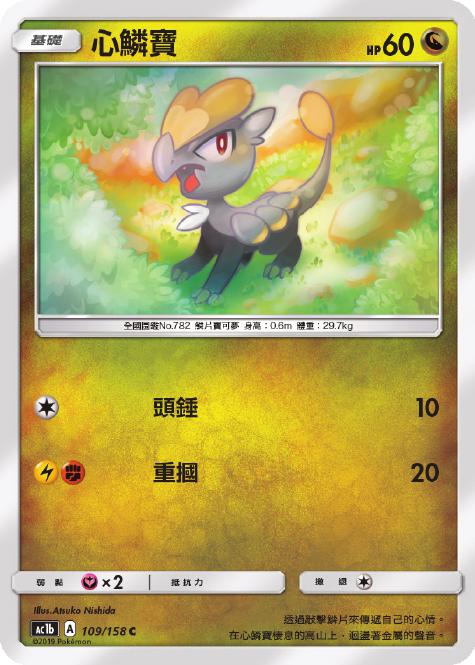 基礎 心鱗寶 HP60
全國圖鑑No.782 鱗片寶可夢 身高：0.6m 體重：29.7kg
頭錘 10
重摑 20
弱點 ×2 抵抗力 撤退
Illus.Atsuko Nishida
AC1b A 109/158 C
©2019 Pokémon
透過敲擊鱗片來傳遞自己的心情。
在心鱗寶棲息的高山上，迴盪著金屬的聲音。